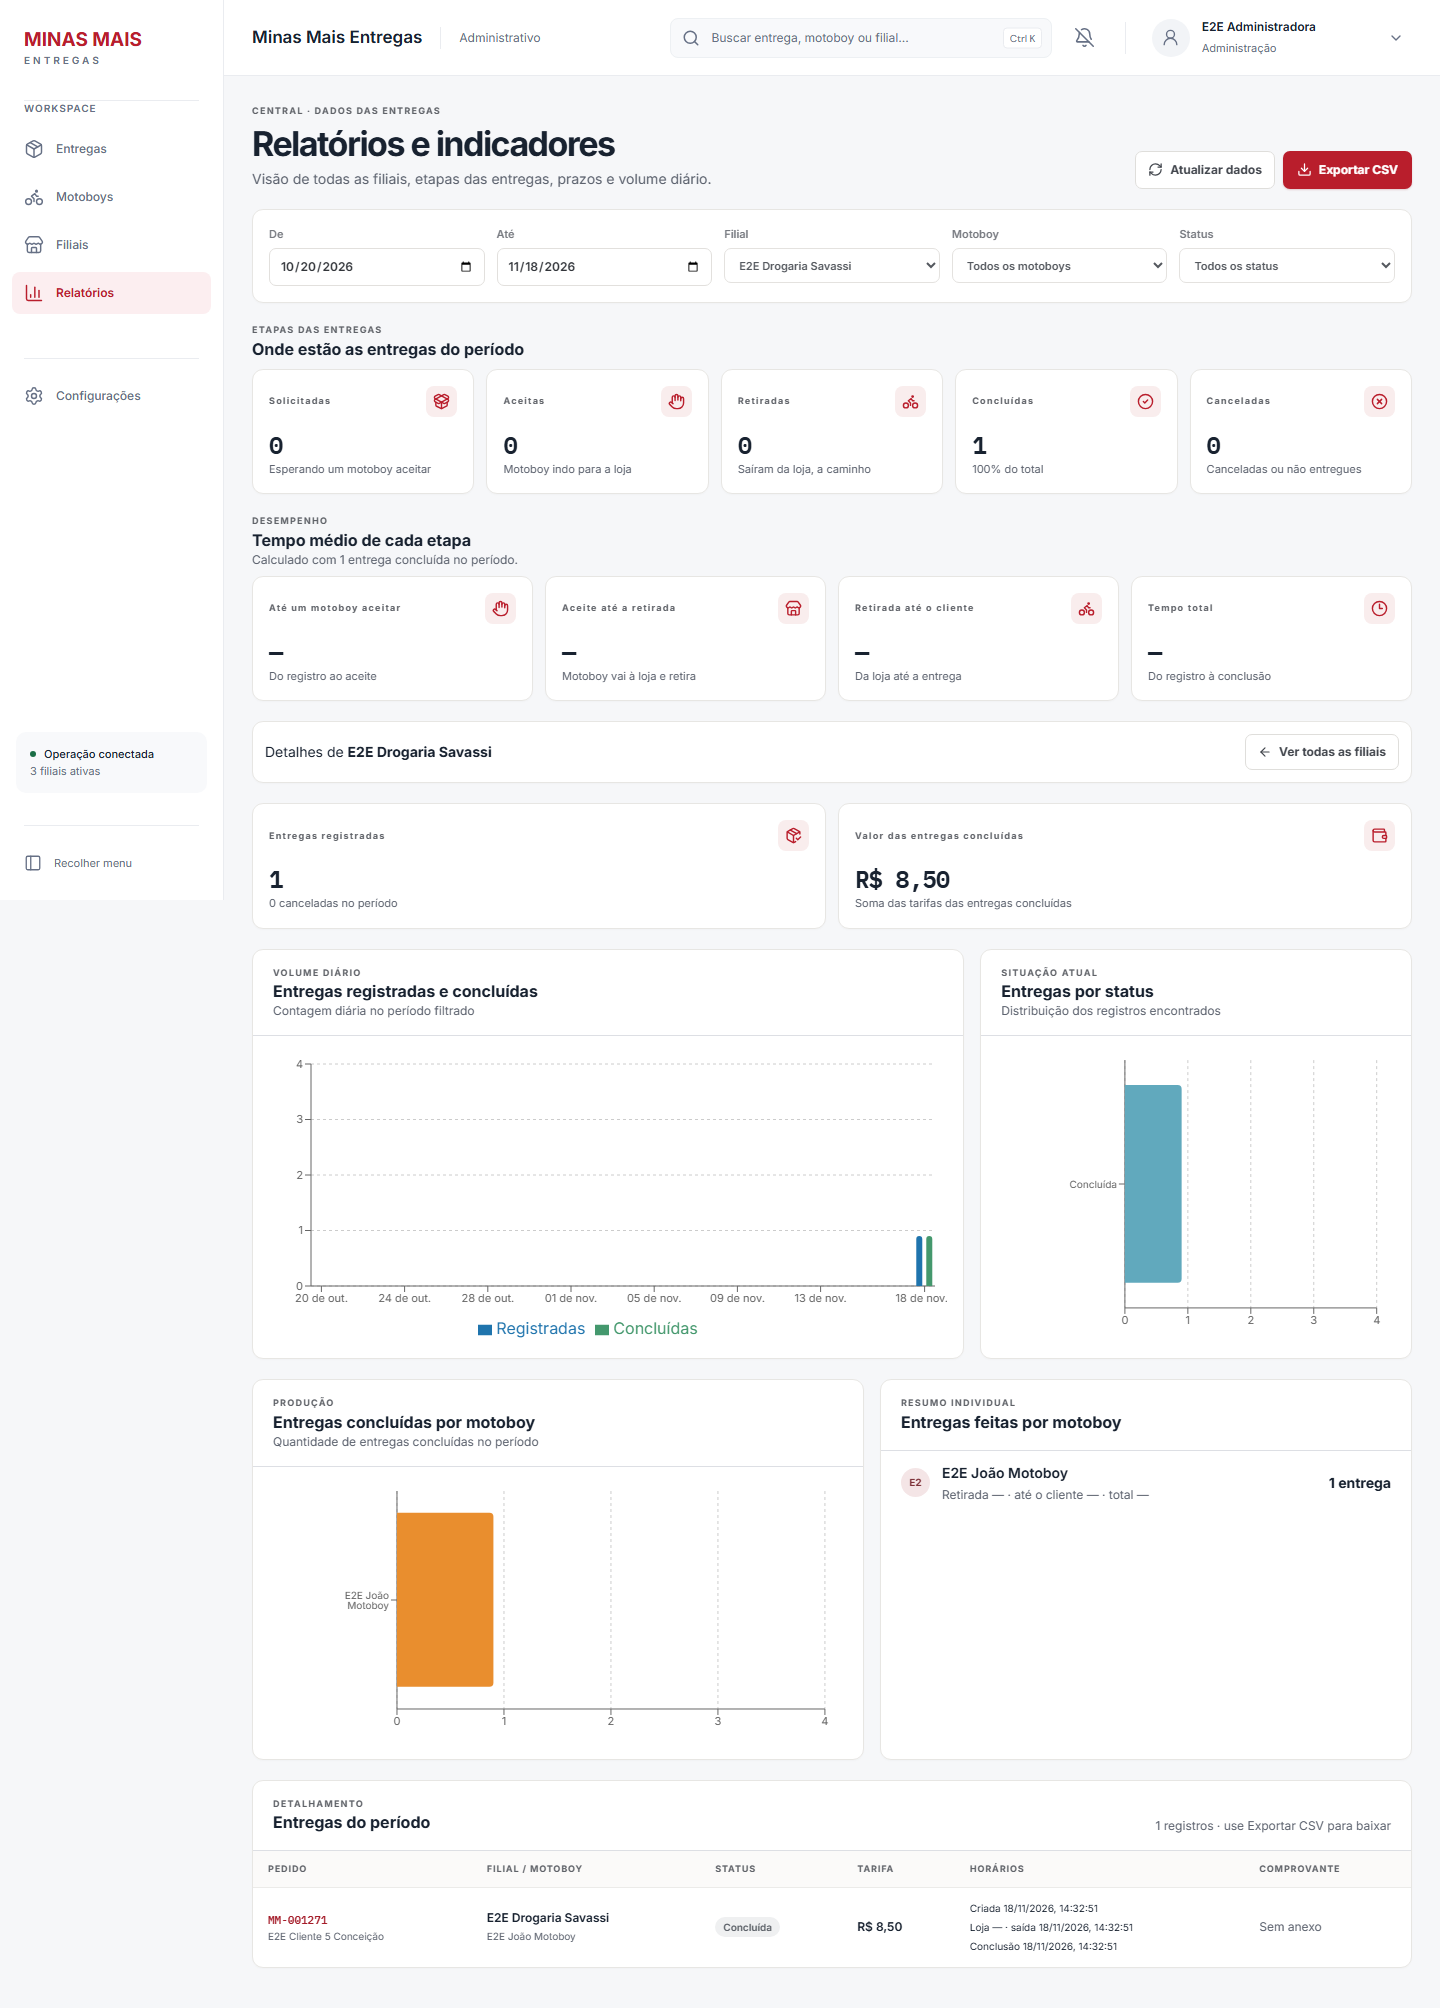 MINAS MAIS
ENTREGAS
WORKSPACE
Entregas
Motoboys
Filiais
Relatórios
Configurações
Operação conectada
3 filiais ativas
Recolher menu
Minas Mais Entregas
Administrativo
Buscar entrega, motoboy ou filial...
Ctrl K
E2E Administradora
Administração
CENTRAL · DADOS DAS ENTREGAS
Relatórios e indicadores
Visão de todas as filiais, etapas das entregas, prazos e volume diário.
Atualizar dados
Exportar CSV
De
Até
Filial
Motoboy
Status
10/20/2026
11/18/2026
E2E Drogaria Savassi
Todos os motoboys
Todos os status
ETAPAS DAS ENTREGAS
Onde estão as entregas do período
Solicitadas
0
Esperando um motoboy aceitar
Aceitas
0
Motoboy indo para a loja
Retiradas
0
Saíram da loja, a caminho
Concluídas
1
100% do total
Canceladas
0
Canceladas ou não entregues
DESEMPENHO
Tempo médio de cada etapa
Calculado com 1 entrega concluída no período.
Até um motoboy aceitar
—
Do registro ao aceite
Aceite até a retirada
—
Motoboy vai à loja e retira
Retirada até o cliente
—
Da loja até a entrega
Tempo total
—
Do registro à conclusão
Detalhes de E2E Drogaria Savassi
Ver todas as filiais
Entregas registradas
1
0 canceladas no período
Valor das entregas concluídas
R$ 8,50
Soma das tarifas das entregas concluídas
VOLUME DIÁRIO
Entregas registradas e concluídas
Contagem diária no período filtrado
4
3
2
1
0
20 de out.
24 de out.
28 de out.
01 de nov.
05 de nov.
09 de nov.
13 de nov.
18 de nov.
Registradas
Concluídas
SITUAÇÃO ATUAL
Entregas por status
Distribuição dos registros encontrados
Concluída
0
1
2
3
4
PRODUÇÃO
Entregas concluídas por motoboy
Quantidade de entregas concluídas no período
E2E João
Motoboy
0
1
2
3
4
RESUMO INDIVIDUAL
Entregas feitas por motoboy
E2
E2E João Motoboy
Retirada — · até o cliente — · total —
1 entrega
DETALHAMENTO
Entregas do período
1 registros · use Exportar CSV para baixar
PEDIDO
FILIAL / MOTOBOY
STATUS
TARIFA
HORÁRIOS
COMPROVANTE
MM-001271
E2E Cliente 5 Conceição
E2E Drogaria Savassi
E2E João Motoboy
Concluída
R$ 8,50
Criada 18/11/2026, 14:32:51
Loja — · saída 18/11/2026, 14:32:51
Conclusão 18/11/2026, 14:32:51
Sem anexo